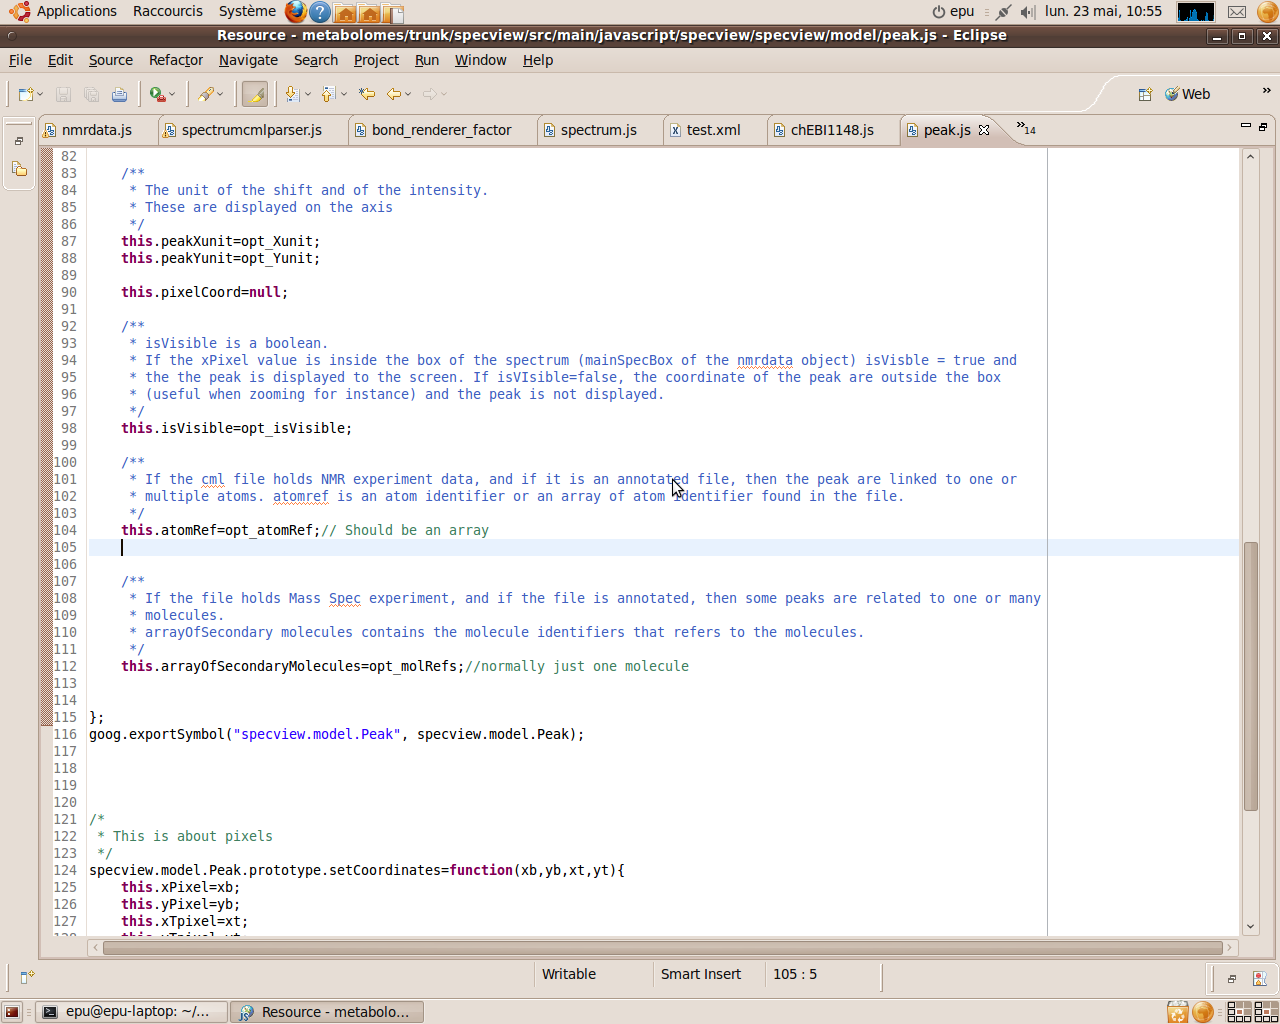 Applications Raccourcis Système epu lun. 23 mai, 10:55
Resource - metabolomes/trunk/specview/src/main/javascript/specview/specview/model/peak.js - Eclipse
File Edit Source Refactor Navigate Search Project Run Window Help
Web »
nmrdata.js spectrumcmlparser.js bond_renderer_factor spectrum.js test.xml chEBI1148.js peak.js »14
82
83 /**
84 * The unit of the shift and of the intensity.
85 * These are displayed on the axis
86 */
87 this.peakXunit=opt_Xunit;
88 this.peakYunit=opt_Yunit;
89
90 this.pixelCoord=null;
91
92 /**
93 * isVisible is a boolean.
94 * If the xPixel value is inside the box of the spectrum (mainSpecBox of the nmrdata object) isVisble = true and
95 * the the peak is displayed to the screen. If isVIsible=false, the coordinate of the peak are outside the box
96 * (useful when zooming for instance) and the peak is not displayed.
97 */
98 this.isVisible=opt_isVisible;
99
100 /**
101 * If the cml file holds NMR experiment data, and if it is an annotated file, then the peak are linked to one or
102 * multiple atoms. atomref is an atom identifier or an array of atom identifier found in the file.
103 */
104 this.atomRef=opt_atomRef;// Should be an array
105
106
107 /**
108 * If the file holds Mass Spec experiment, and if the file is annotated, then some peaks are related to one or many
109 * molecules.
110 * arrayOfSecondary molecules contains the molecule identifiers that refers to the molecules.
111 */
112 this.arrayOfSecondaryMolecules=opt_molRefs;//normally just one molecule
113
114
115 };
116 goog.exportSymbol("specview.model.Peak", specview.model.Peak);
117
118
119
120
121 /*
122 * This is about pixels
123 */
124 specview.model.Peak.prototype.setCoordinates=function(xb,yb,xt,yt){
125 this.xPixel=xb;
126 this.yPixel=yb;
127 this.xTpixel=xt;
Writable Smart Insert 105 : 5
epu@epu-laptop: ~/... Resource - metabolo...